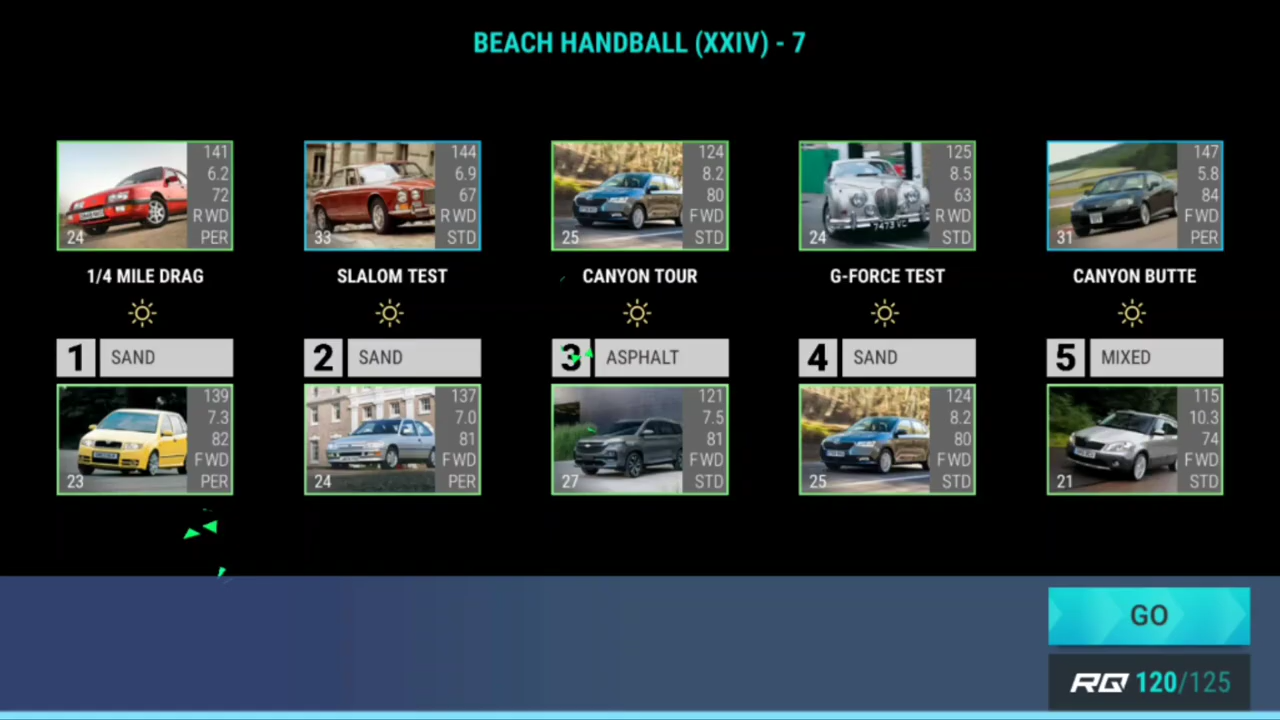 BEACH HANDBALL (XXIV) - 7
141
6.2
72
RWD
24 PER
144
6.9
67
RWD
33 STD
124
8.2
80
FWD
25 STD
125
8.5
63
RWD
24 STD
147
5.8
84
FWD
31 PER
1/4 MILE DRAG
SLALOM TEST
CANYON TOUR
G-FORCE TEST
CANYON BUTTE
1 SAND
2 SAND
3 ASPHALT
4 SAND
5 MIXED
139
7.3
82
FWD
23 PER
137
7.0
81
FWD
24 PER
121
7.5
81
FWD
27 STD
124
8.2
80
FWD
25 STD
115
10.3
74
FWD
21 STD
GO
RQ 120/125